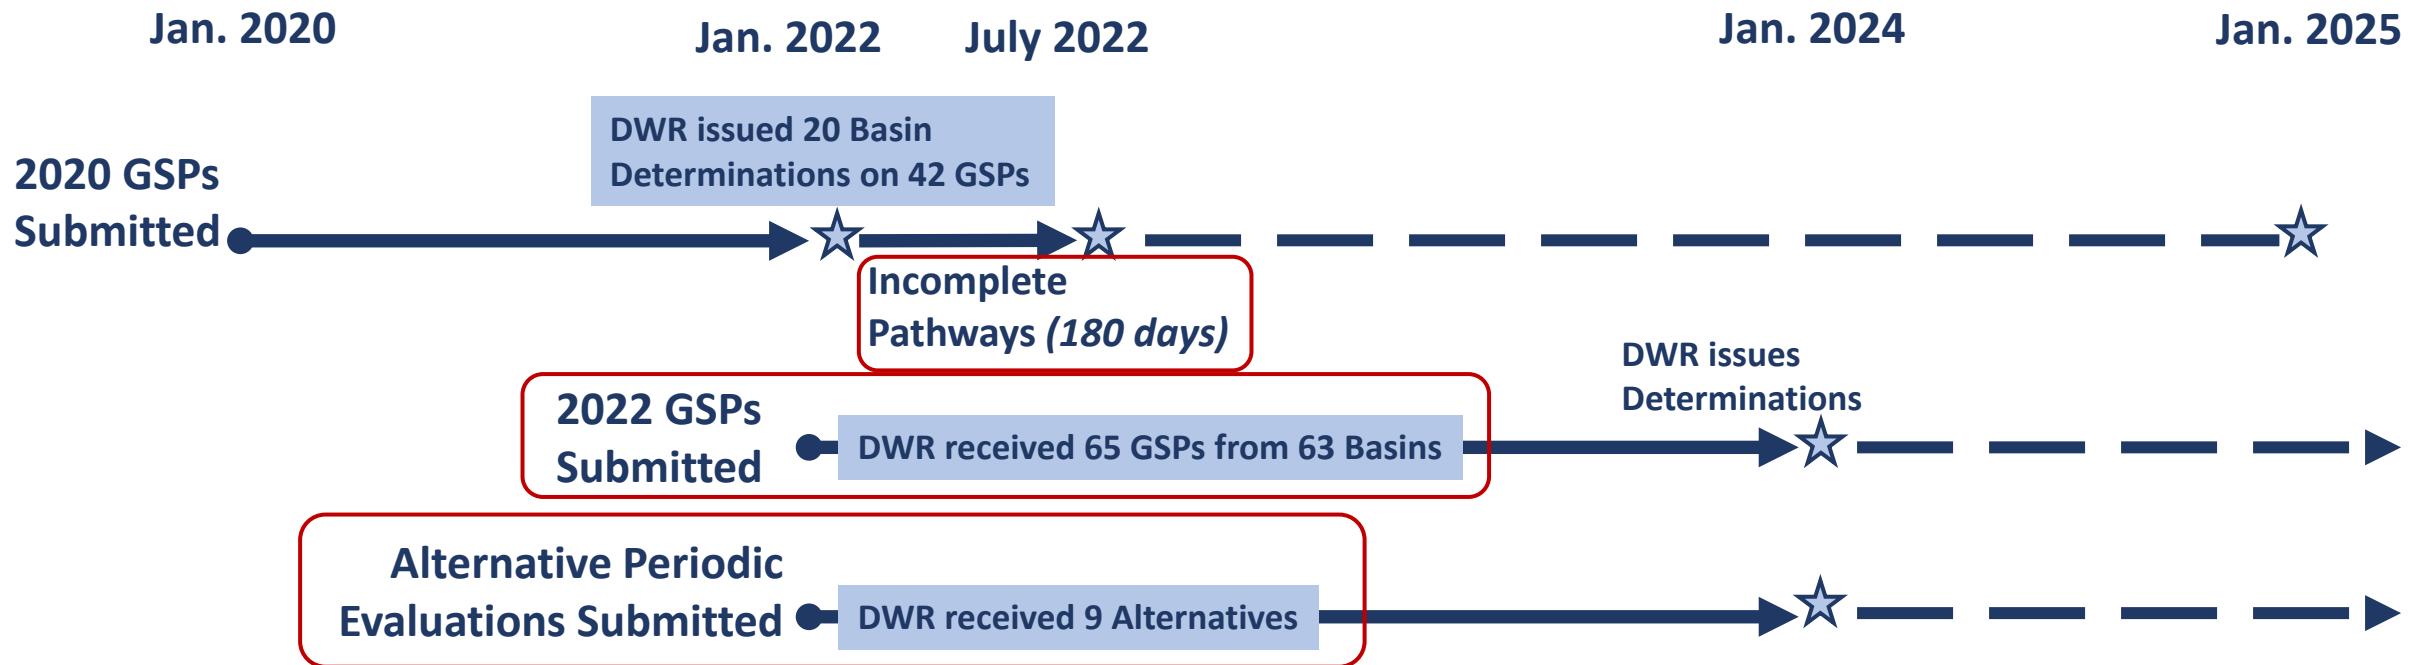 Jan. 2020
Jan. 2022
July 2022
Jan. 2024
Jan. 2025
DWR issued 20 Basin
Determinations on 42 GSPs
2020 GSPs
Submitted
Incomplete
Pathways (180 days)
DWR issues
Determinations
2022 GSPs
Submitted
DWR received 65 GSPs from 63 Basins
Alternative Periodic
Evaluations Submitted
DWR received 9 Alternatives